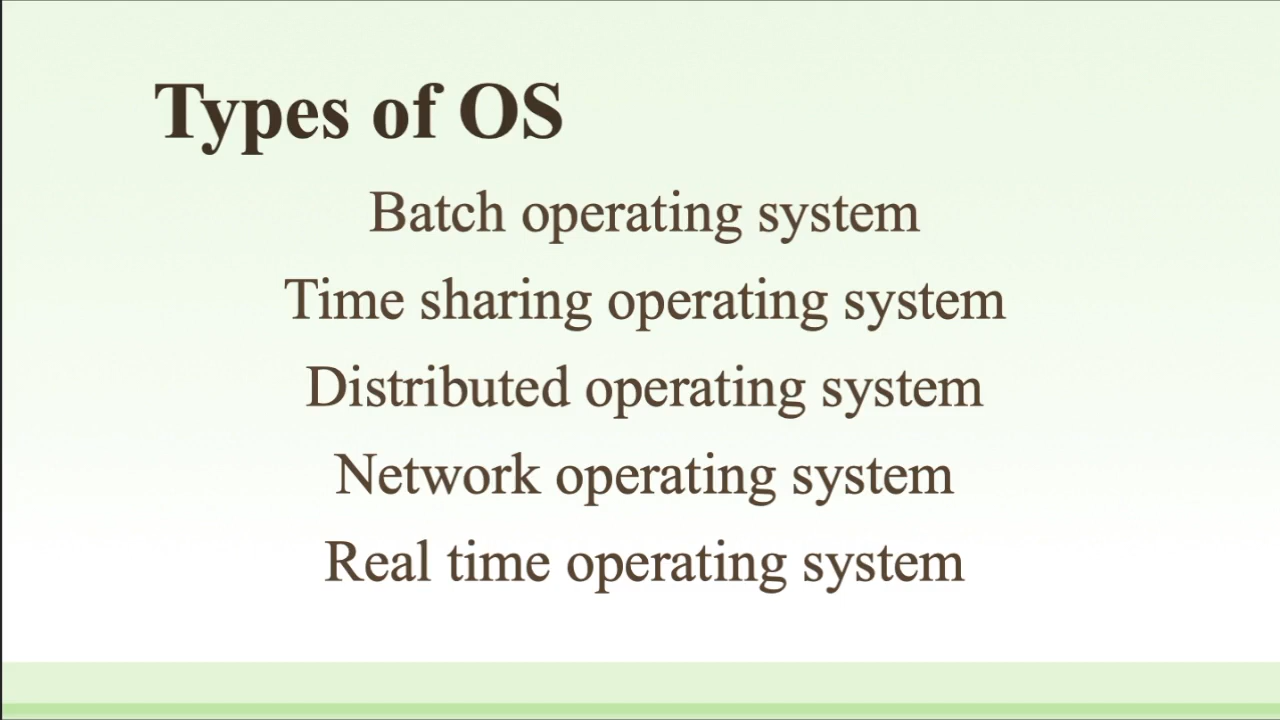 Types of OS
Batch operating system
Time sharing operating system
Distributed operating system
Network operating system
Real time operating system